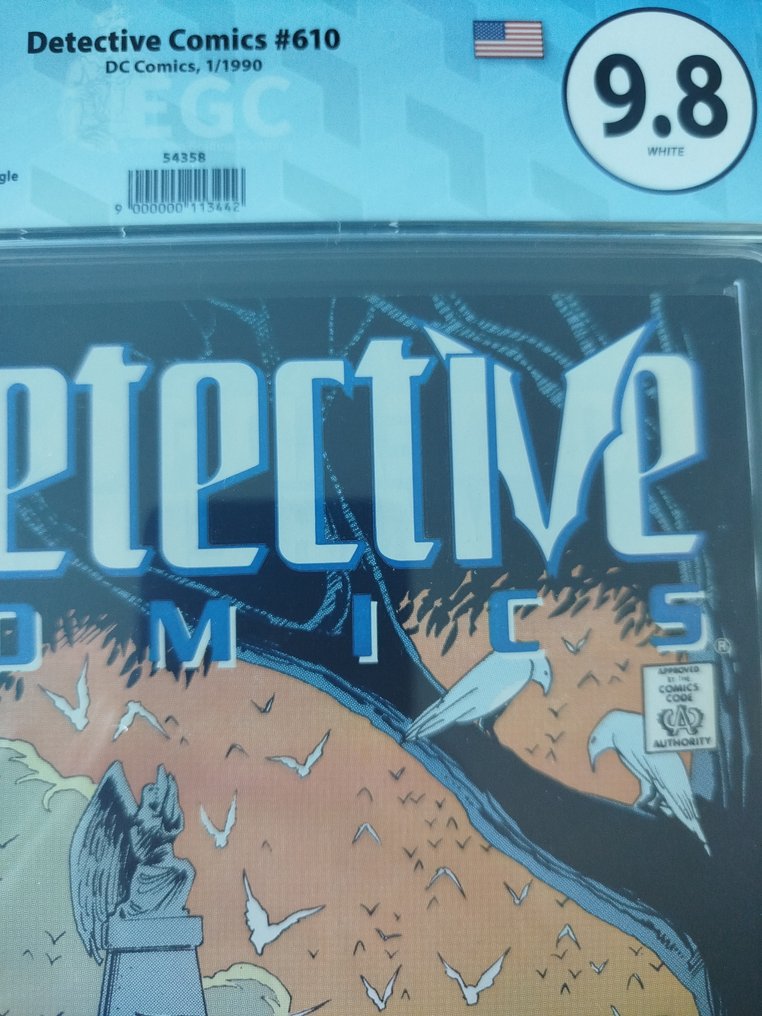 Detective Comics #610
DC Comics, 1/1990
EGC
9.8
WHITE
54358
gle
9 000000 113442
etective
OMICS
®
APPROVED
BY THE
COMICS
CODE
A
AUTHORITY